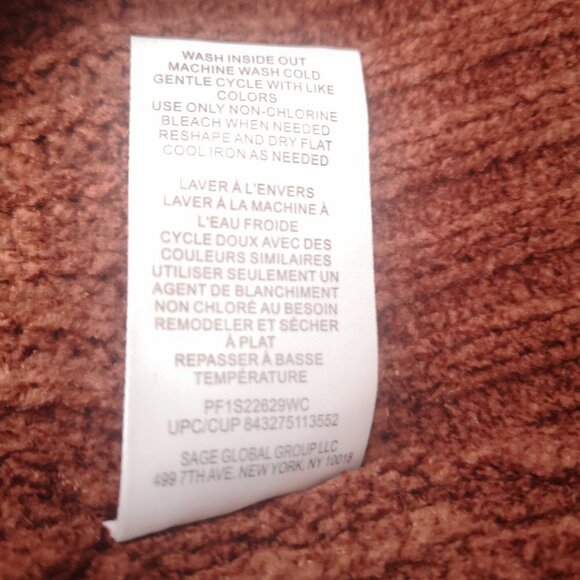 WASH INSIDE OUT
MACHINE WASH COLD
GENTLE CYCLE WITH LIKE
COLORS
USE ONLY NON-CHLORINE
BLEACH WHEN NEEDED
RESHAPE AND DRY FLAT
COOL IRON AS NEEDED
LAVER À L'ENVERS
LAVER À LA MACHINE À
L'EAU FROIDE
CYCLE DOUX AVEC DES
COULEURS SIMILAIRES
UTILISER SEULEMENT UN
AGENT DE BLANCHIMENT
NON CHLORÉ AU BESOIN
REMODELER ET SÉCHER
À PLAT
REPASSER À BASSE
TEMPÉRATURE
PF1S22629WC
UPC/CUP 843275113552
SAGE GLOBAL GROUP LLC
499 7TH AVE. NEW YORK, NY 10018